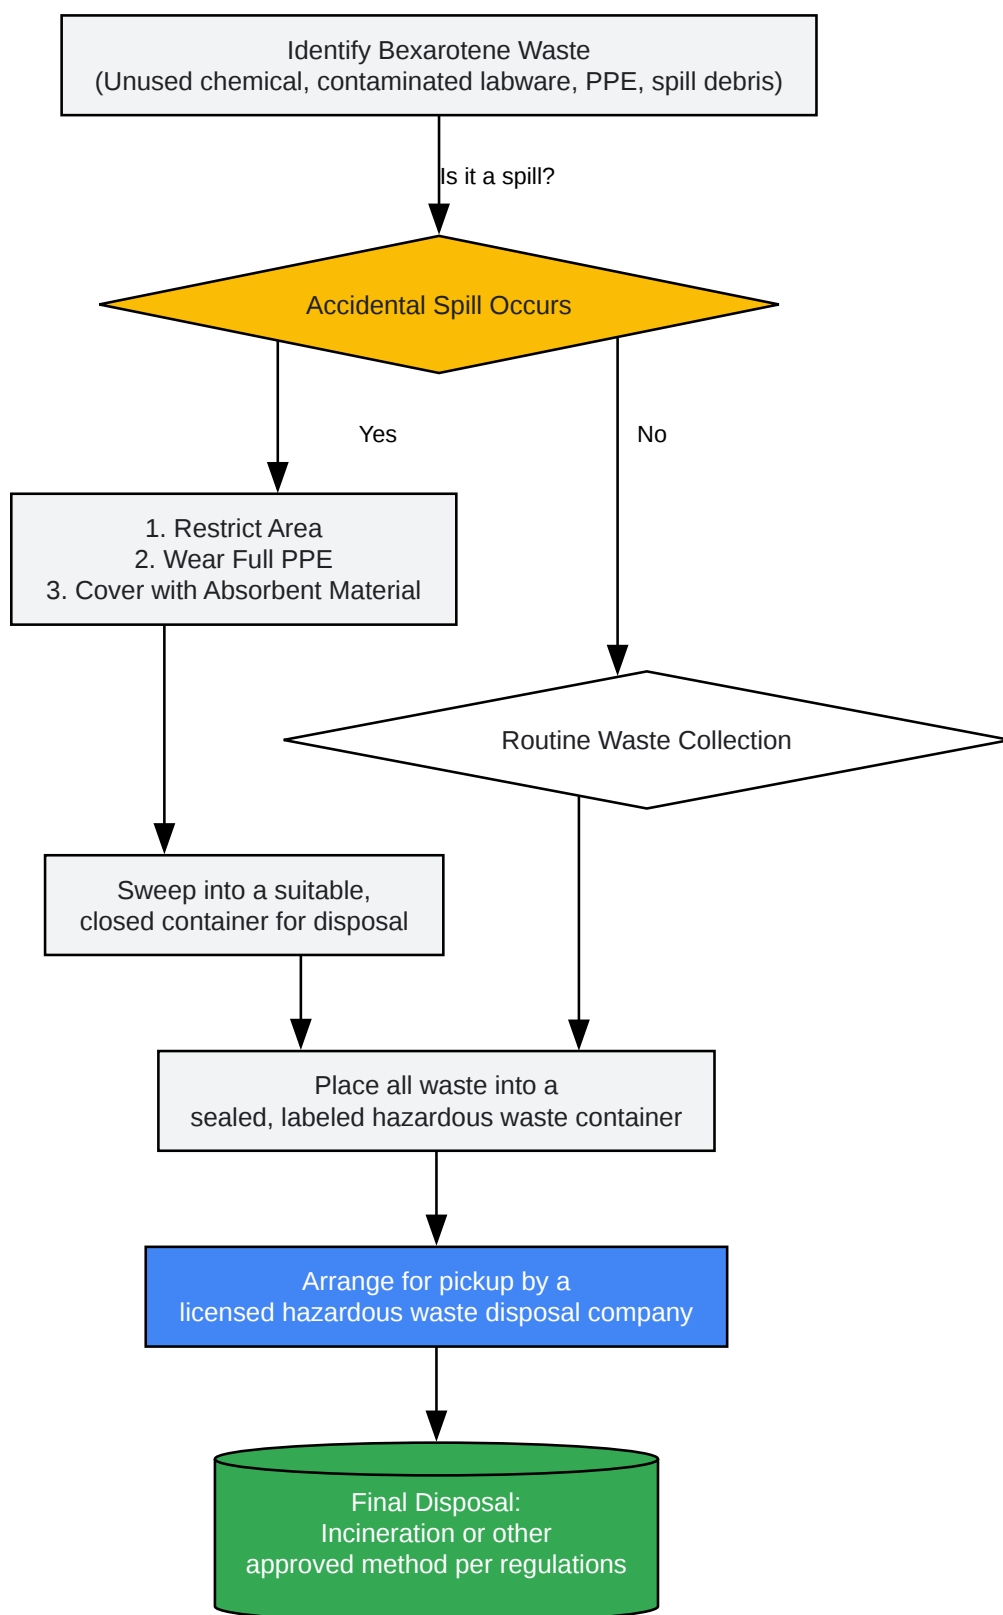 Identify Bexarotene Waste
(Unused chemical, contaminated labware, PPE, spill debris)
Is it a spill?
Accidental Spill Occurs
Yes
No
1. Restrict Area
2. Wear Full PPE
3. Cover with Absorbent Material
Routine Waste Collection
Sweep into a suitable,
closed container for disposal
Place all waste into a
sealed, labeled hazardous waste container
Arrange for pickup by a
licensed hazardous waste disposal company
Final Disposal:
Incineration or other
approved method per regulations